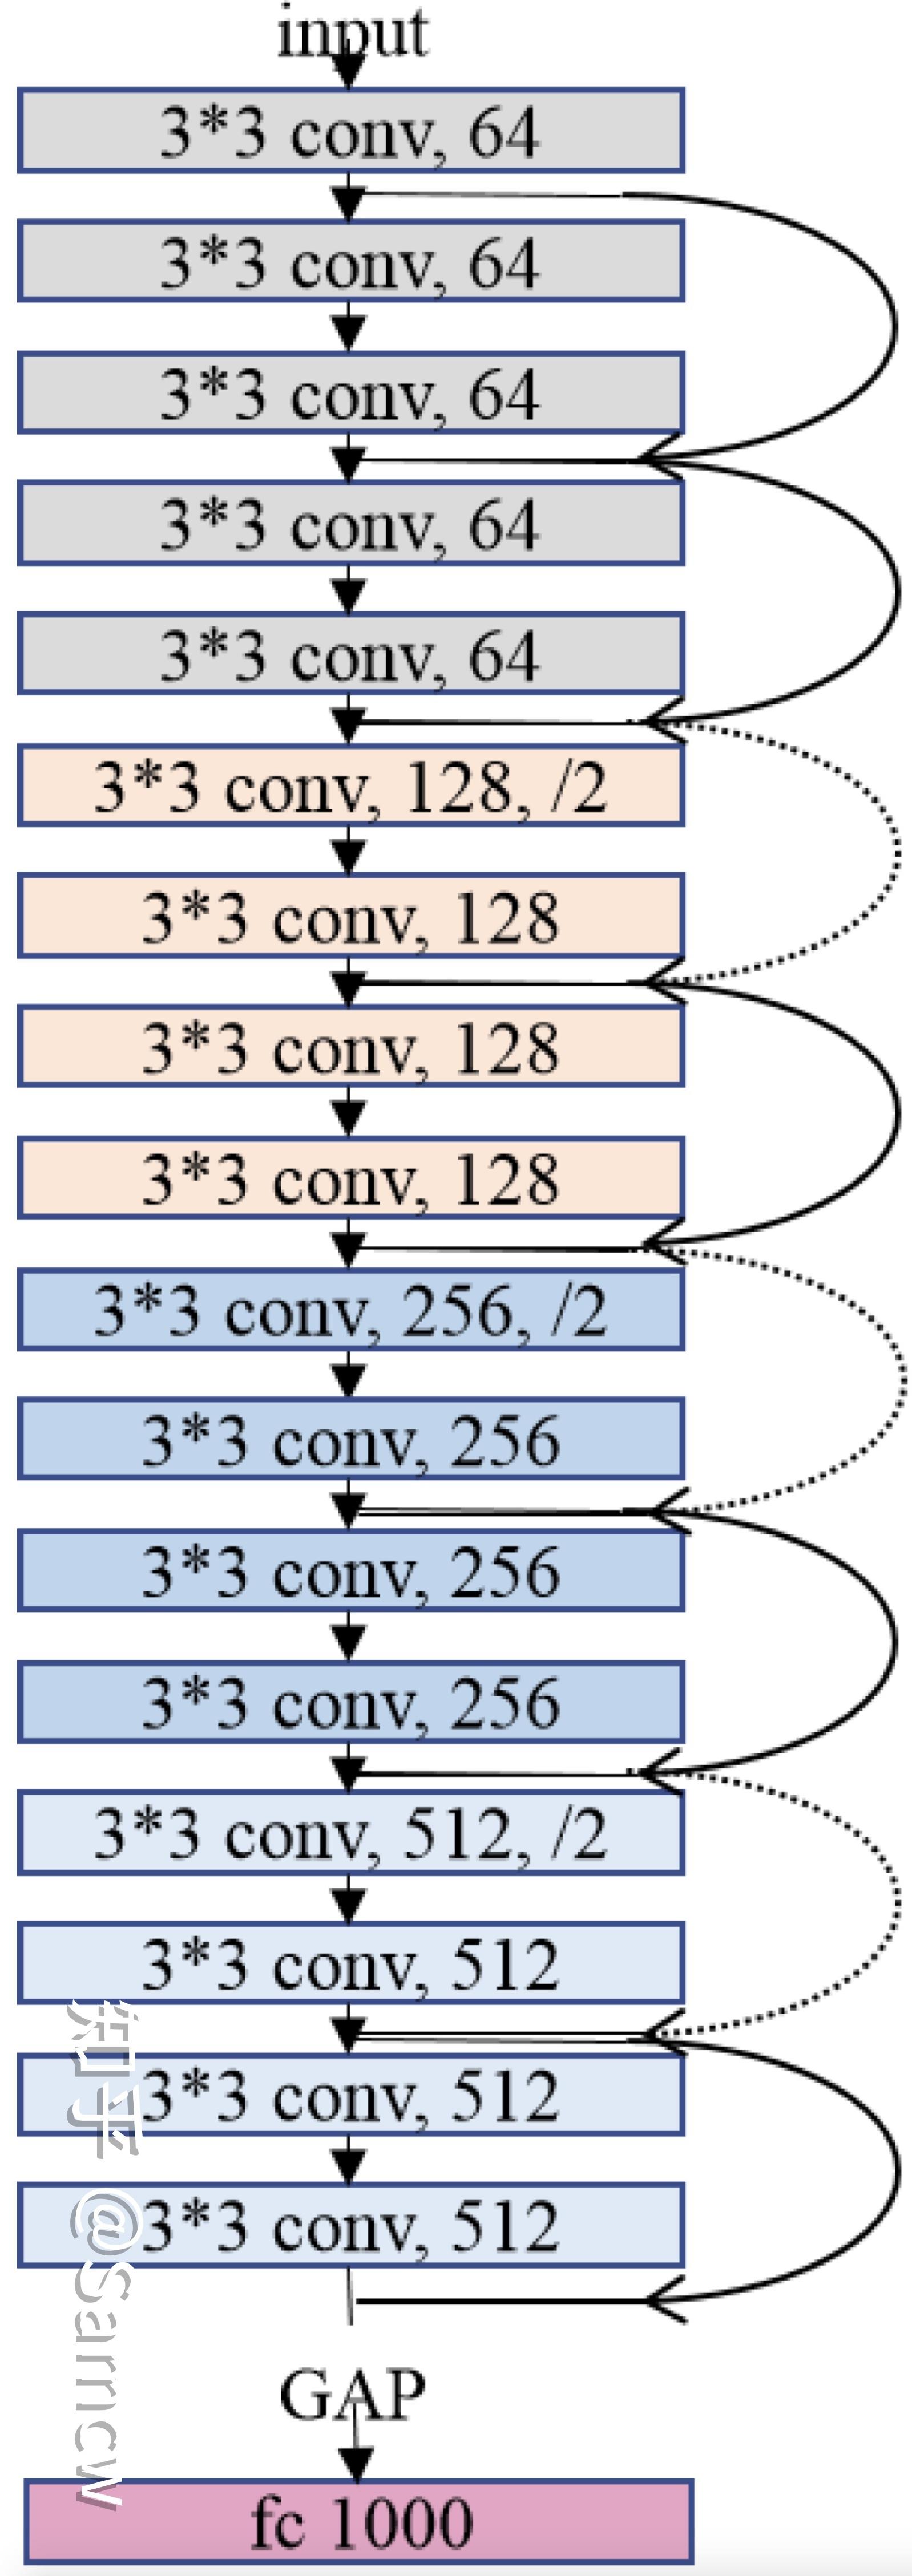 input
3*3 conv, 64
3*3 conv, 64
3*3 conv, 64
3*3 conv, 64
3*3 conv, 64
3*3 conv, 128, /2
3*3 conv, 128
3*3 conv, 128
3*3 conv, 128
3*3 conv, 256, /2
3*3 conv, 256
3*3 conv, 256
3*3 conv, 256
3*3 conv, 512, /2
3*3 conv, 512
3*3 conv, 512
3*3 conv, 512
GAP
fc 1000
知乎 @Sarncw